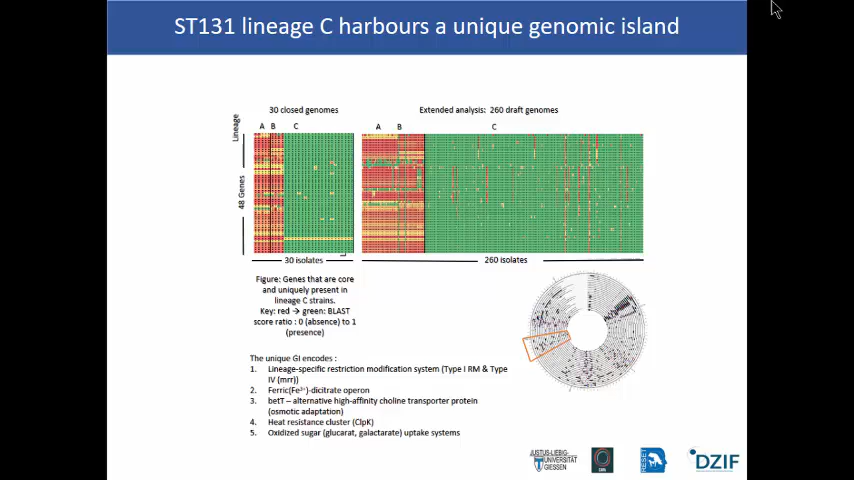 ST131 lineage C harbours a unique genomic island
30 closed genomes
Extended analysis: 260 draft genomes
Lineage
A B C
A B C
48 Genes
30 isolates
260 isolates
Figure: Genes that are core
and uniquely present in
lineage C strains.
Key: red → green: BLAST
score ratio : 0 (absence) to 1
(presence)
The unique GI encodes :
1. Lineage-specific restriction modification system (Type I RM & Type
IV (mrr))
2. Ferric(Fe³⁺)-dicitrate operon
3. betT – alternative high-affinity choline transporter protein
(osmotic adaptation)
4. Heat resistance cluster (ClpK)
5. Oxidized sugar (glucarat, galactarate) uptake systems
JUSTUS-LIEBIG-
UNIVERSITÄT
GIESSEN
RESET
DZIF